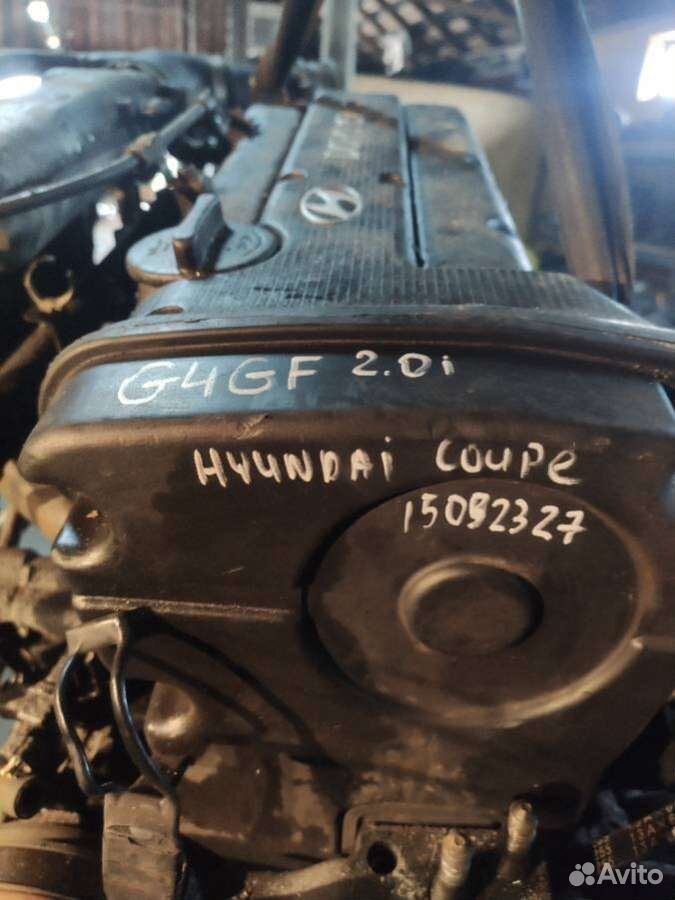 G4GF 2.0i
HYUNDAi COUPE
15092327
Avito